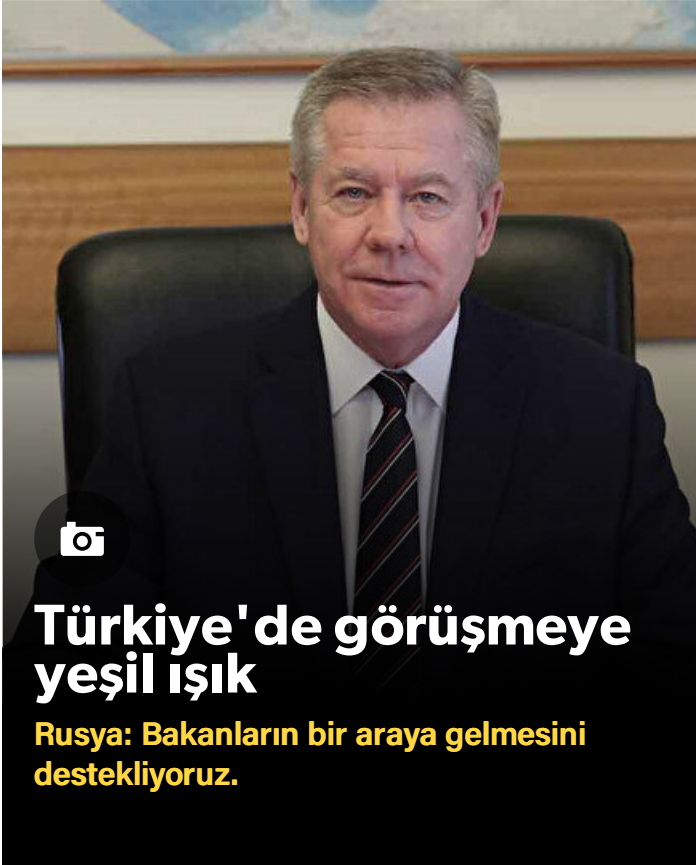 Türkiye'de görüşmeye
yeşil ışık
Rusya: Bakanların bir araya gelmesini
destekliyoruz.